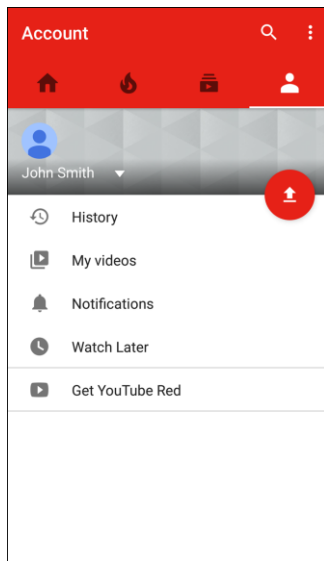 Account
John Smith
History
My videos
Notifications
Watch Later
Get YouTube Red